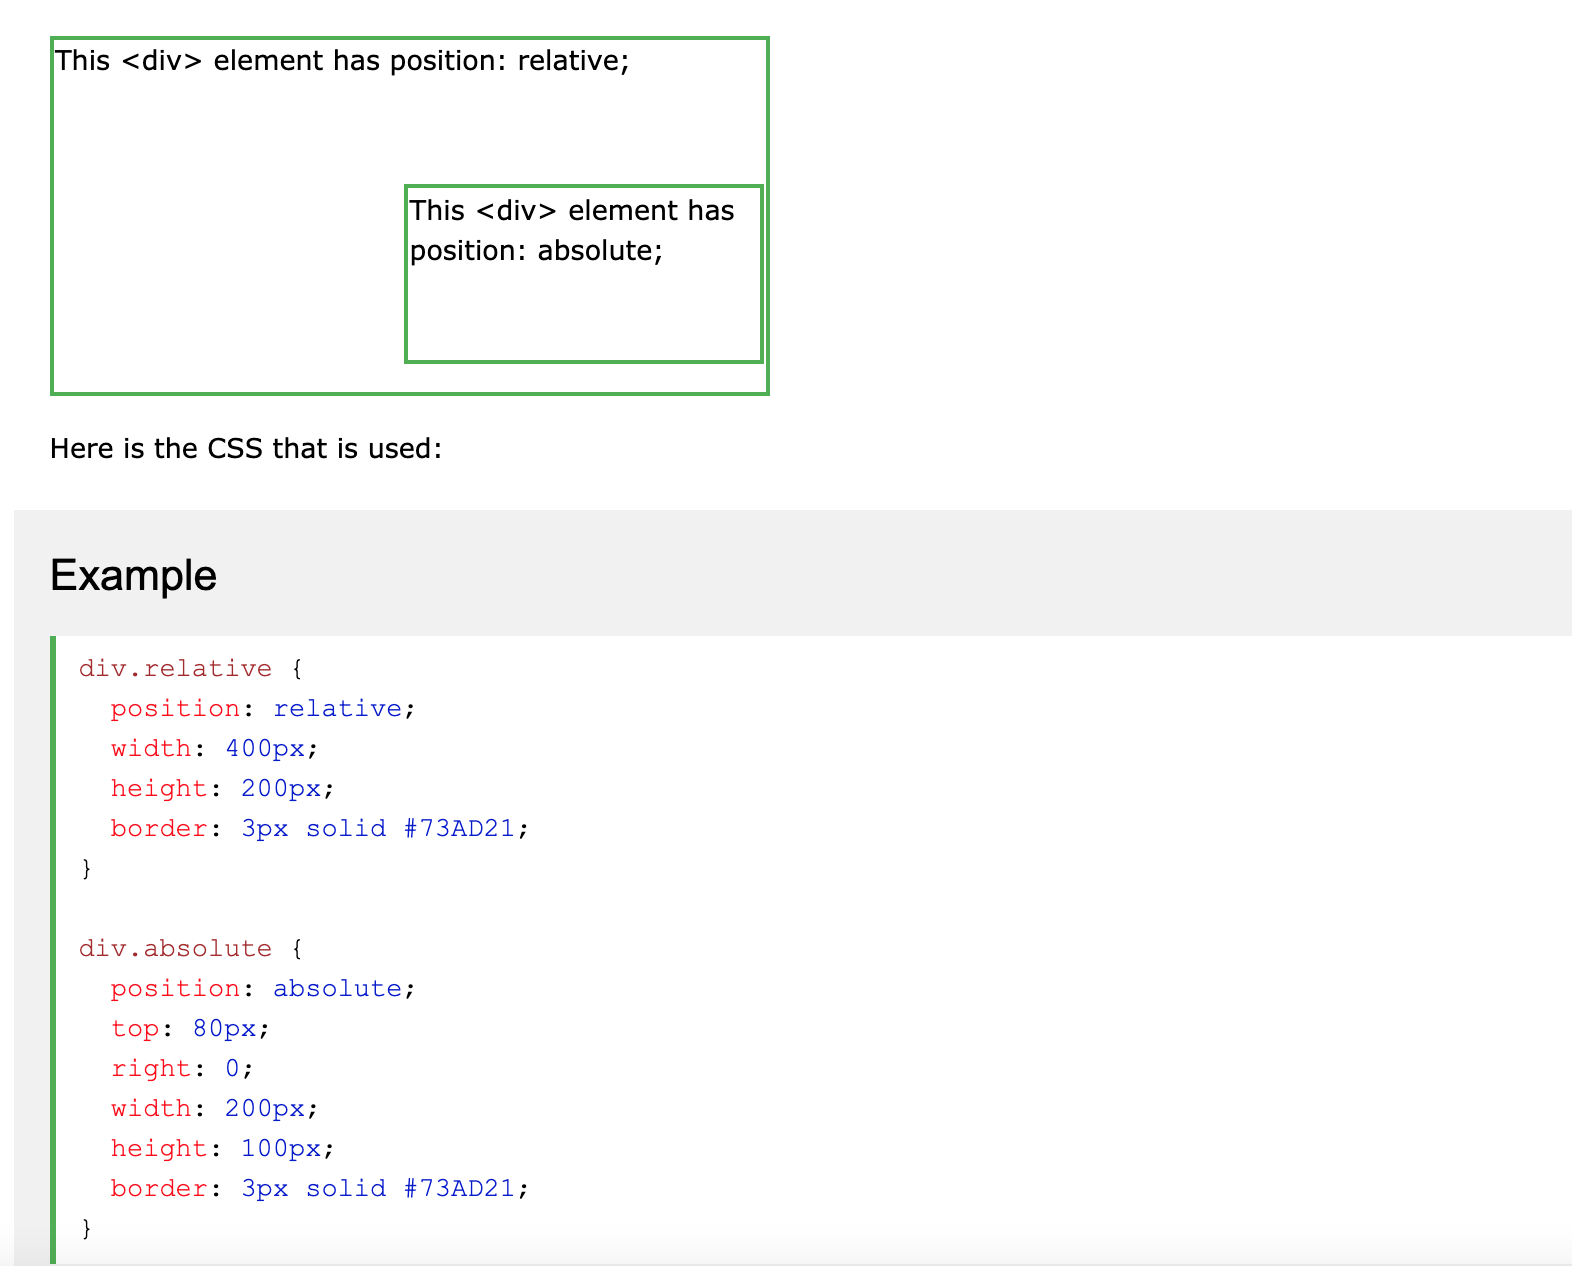 This <div> element has position: relative;
This <div> element has
position: absolute;
Here is the CSS that is used:
Example
div.relative {
  position: relative;
  width: 400px;
  height: 200px;
  border: 3px solid #73AD21;
}
div.absolute {
  position: absolute;
  top: 80px;
  right: 0;
  width: 200px;
  height: 100px;
  border: 3px solid #73AD21;
}